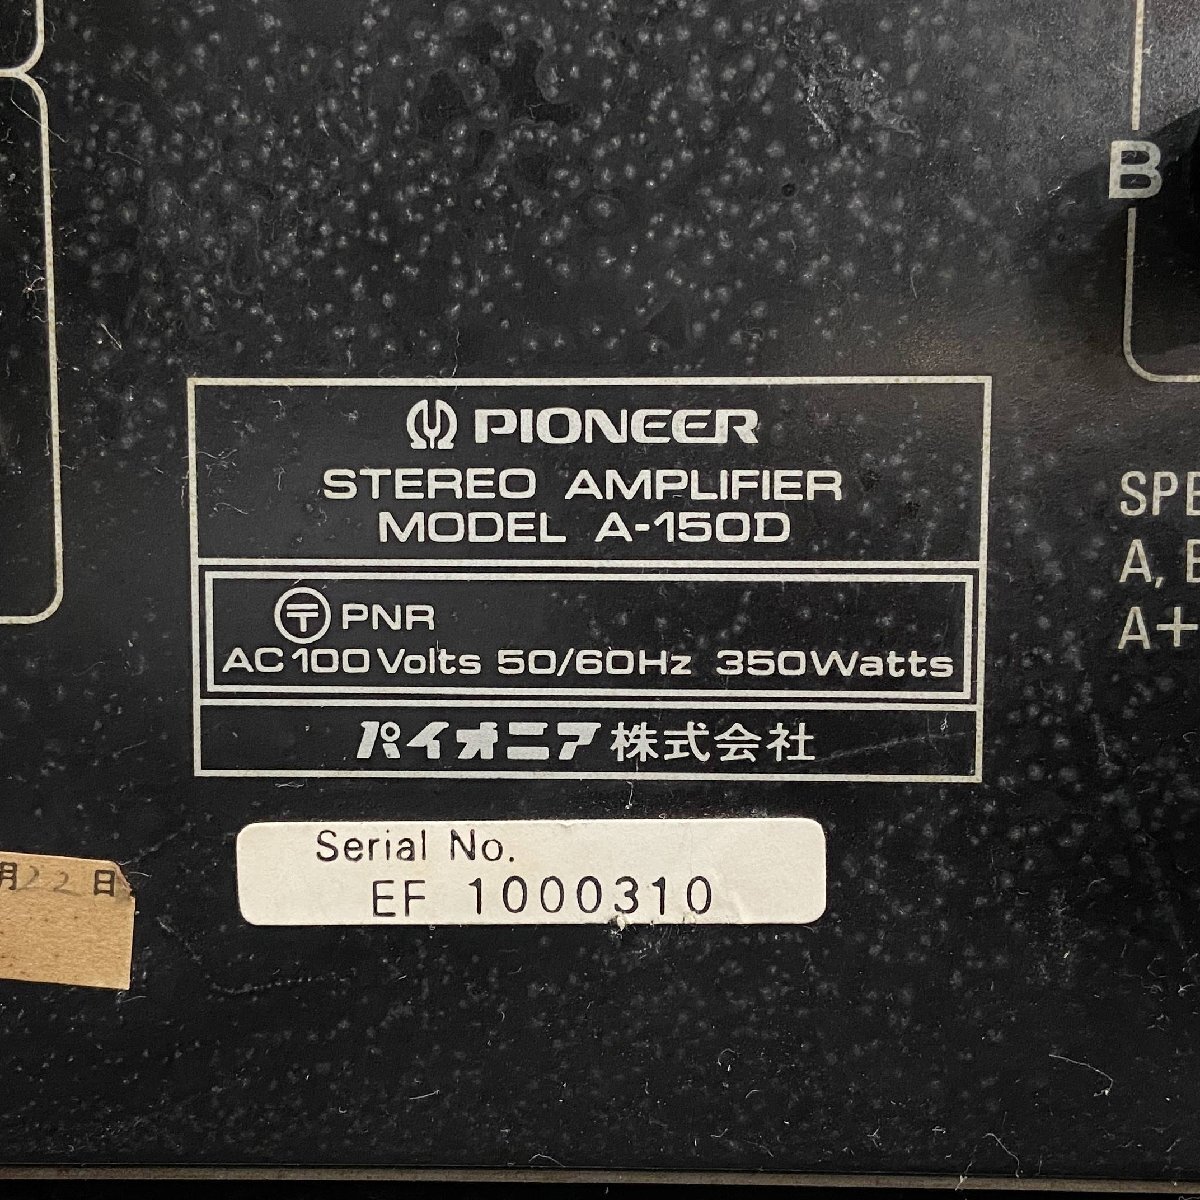 B
PIONEER
STEREO AMPLIFIER
MODEL A-150D
〒 PNR
AC 100 Volts 50/60Hz 350Watts
パイオニア株式会社
Serial No.
EF 1000310
月22日
SPE
A, B
A+